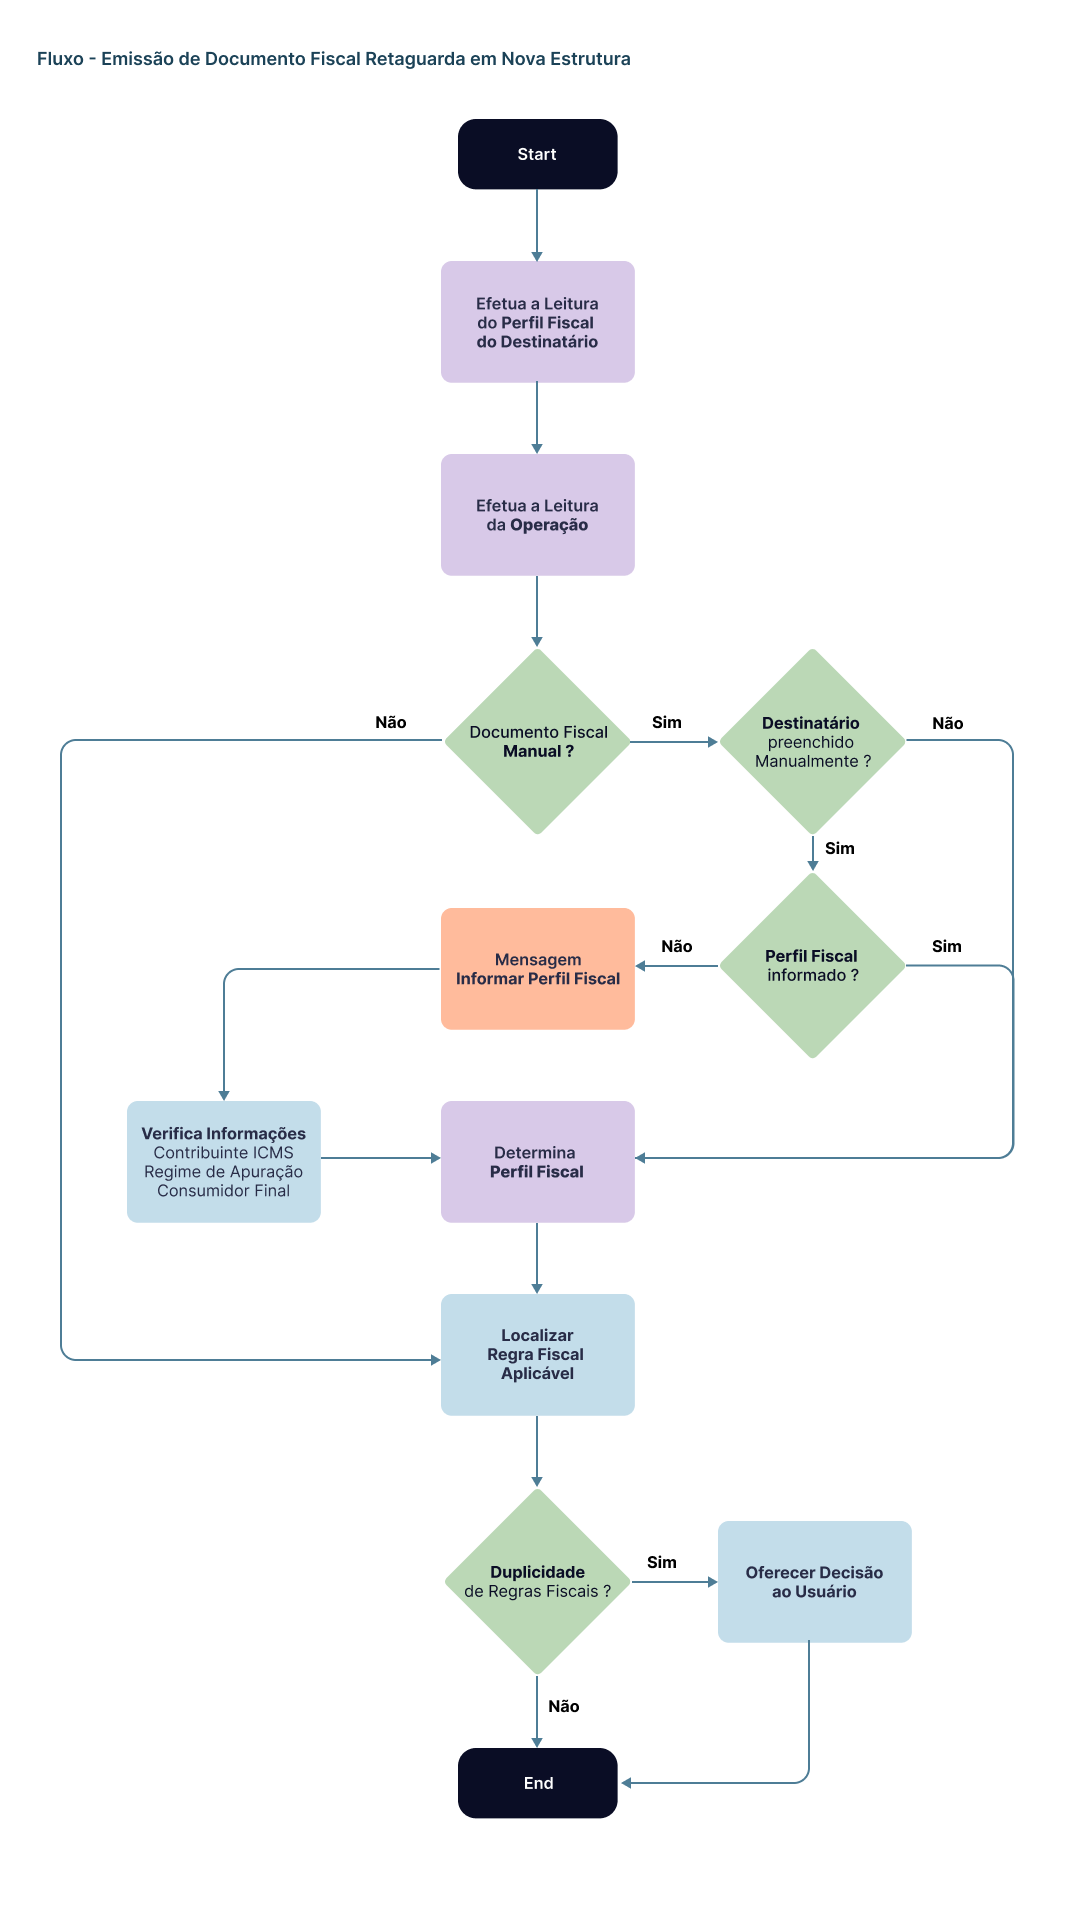 Fluxo - Emissão de Documento Fiscal Retaguarda em Nova Estrutura
Start
Efetua a Leitura
do Perfil Fiscal
do Destinatário
Efetua a Leitura
da Operação
Não
Documento Fiscal
Manual ?
Sim
Destinatário
preenchido
Manualmente ?
Não
Sim
Mensagem
Informar Perfil Fiscal
Não
Perfil Fiscal
informado ?
Sim
Verifica Informações
Contribuinte ICMS
Regime de Apuração
Consumidor Final
Determina
Perfil Fiscal
Localizar
Regra Fiscal
Aplicável
Duplicidade
de Regras Fiscais ?
Sim
Oferecer Decisão
ao Usuário
Não
End